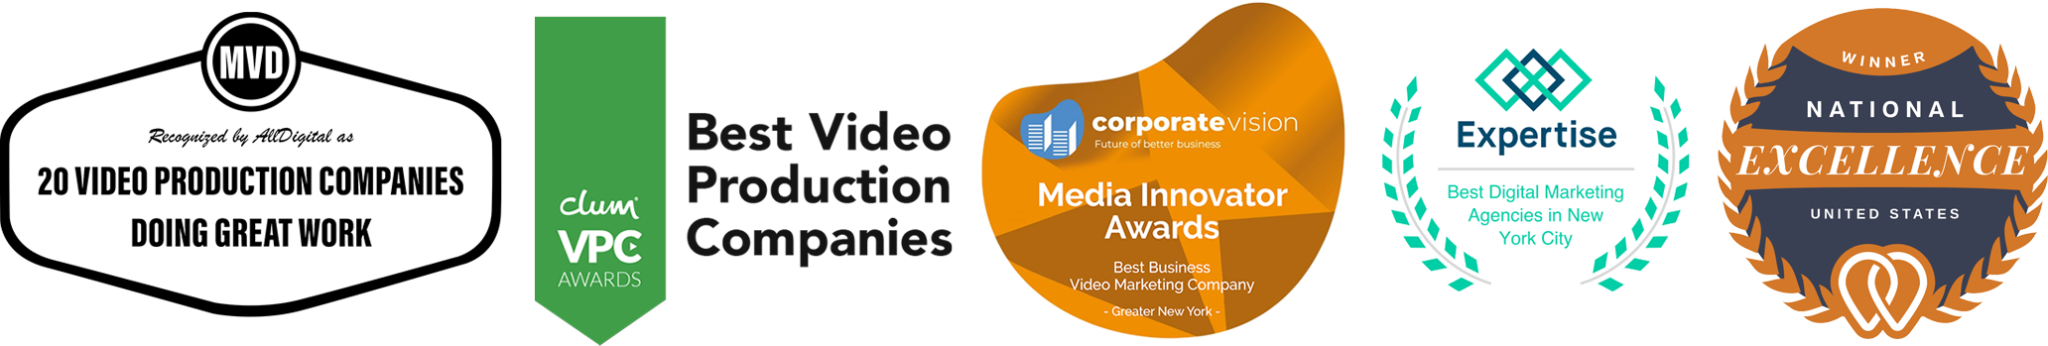 MVD
Recognized by AllDigital as
20 VIDEO PRODUCTION COMPANIES
DOING GREAT WORK
clum
VPC
AWARDS
Best Video
Production
Companies
corporatevision
Future of better business
Media Innovator
Awards
Best Business
Video Marketing Company
- Greater New York -
Expertise
Best Digital Marketing
Agencies in New
York City
WINNER
NATIONAL
EXCELLENCE
UNITED STATES